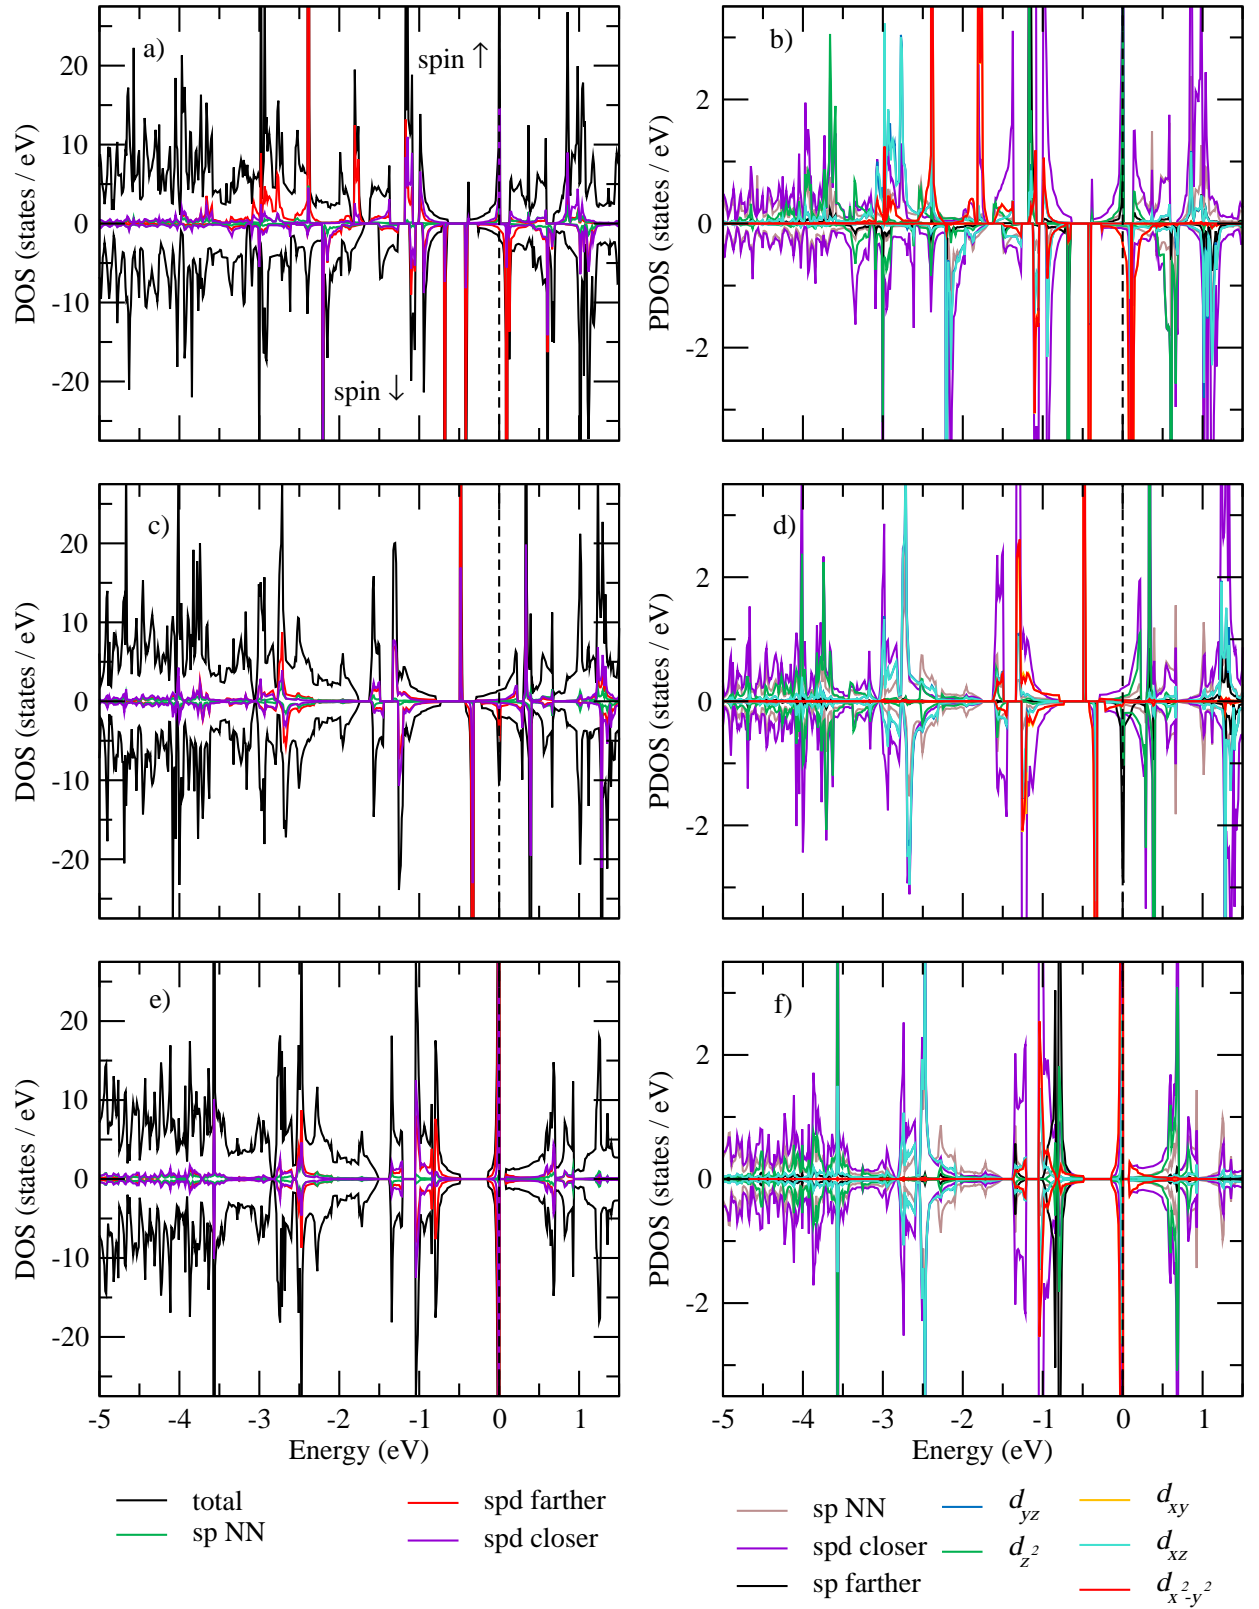 a)
spin ↑
b)
20
10
0
-10
-20
DOS (states / eV)
spin ↓
2
0
-2
PDOS (states / eV)
c)
d)
20
10
0
-10
-20
DOS (states / eV)
2
0
-2
PDOS (states / eV)
e)
f)
20
10
0
-10
-20
DOS (states / eV)
2
0
-2
PDOS (states / eV)
-5 -4 -3 -2 -1 0 1
Energy (eV)
-5 -4 -3 -2 -1 0 1
Energy (eV)
total
sp NN
spd farther
spd closer
sp NN
spd closer
sp farther
d_yz
d_z²
d_xy
d_xz
d_x²-y²